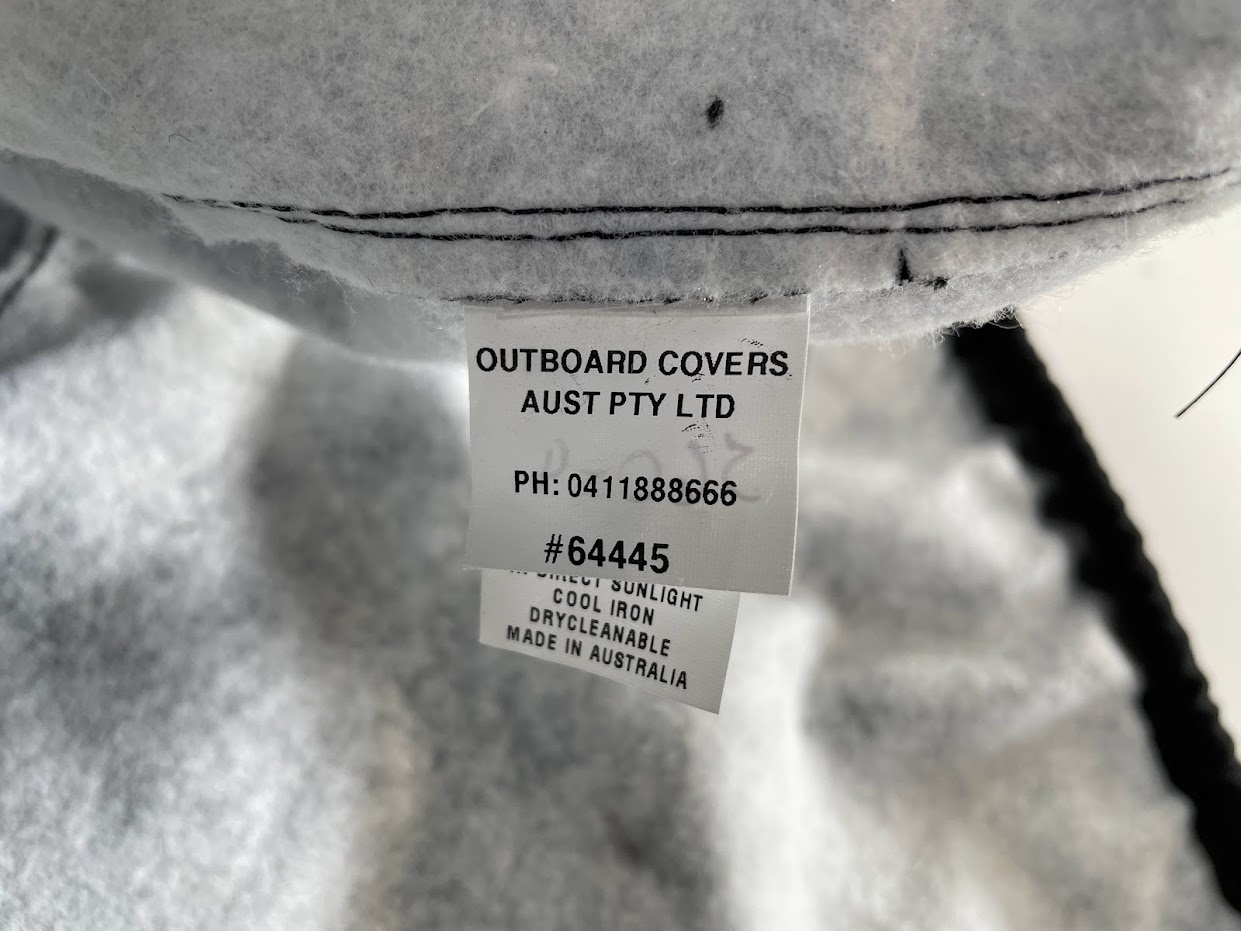 OUTBOARD COVERS
AUST PTY LTD
PH: 0411888666
#64445
DIRECT SUNLIGHT
COOL IRON
DRYCLEANABLE
MADE IN AUSTRALIA